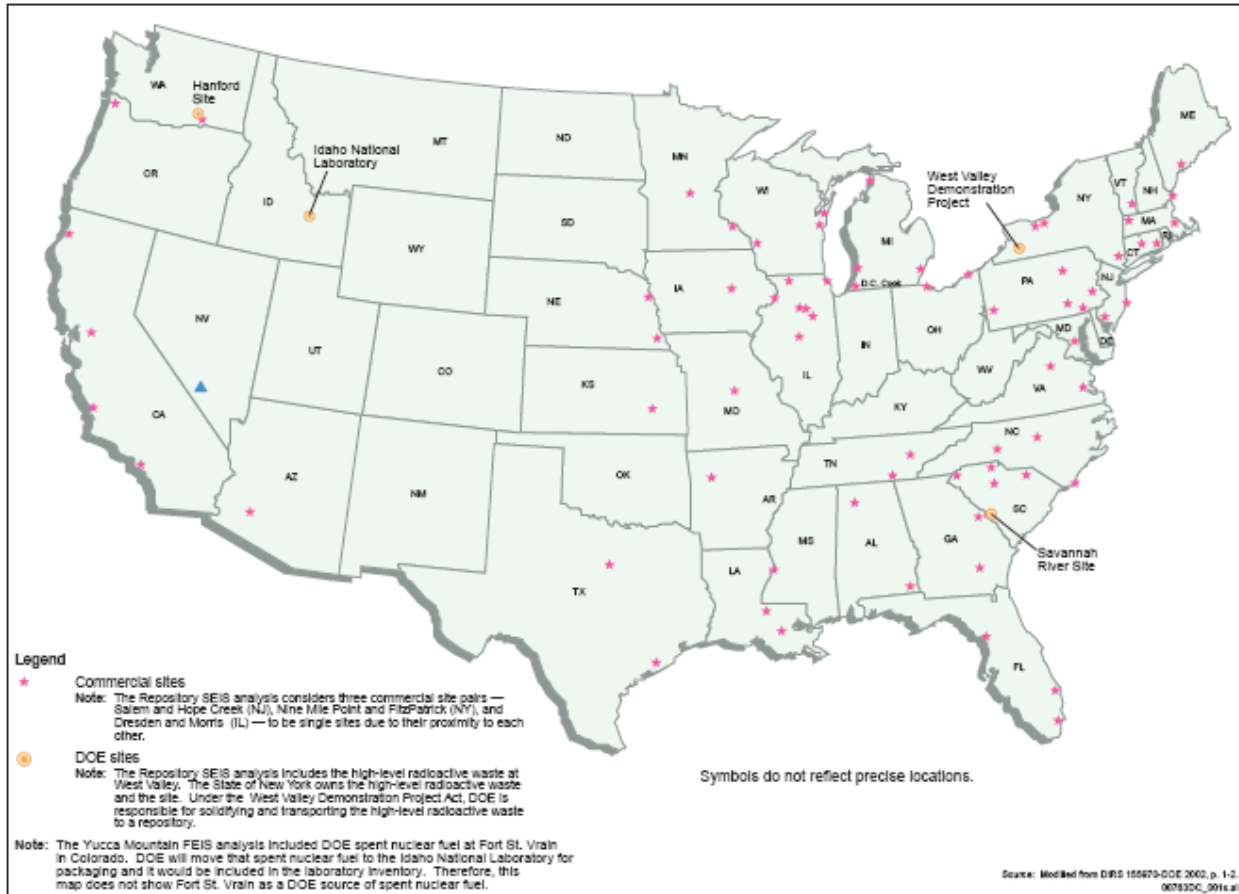 WA
Hanford
Site
MT
ND
MN
ME
OR
Idaho National
Laboratory
ID
WI
West Valley
Demonstration
Project
VT
NH
NY
MA
RI
CT
SD
WY
MI
D.C. Cook
PA
NJ
NV
NE
IA
OH
MD
DE
UT
CO
IN
IL
WV
VA
KS
MO
KY
CA
NC
TN
AZ
NM
OK
AR
SC
MS
AL
GA
Savannah
River Site
LA
TX
FL
Legend
Commercial sites
Note: The Repository SEIS analysis considers three commercial site pairs —
Salem and Hope Creek (NJ), Nine Mile Point and FitzPatrick (NY), and
Dresden and Morris (IL) — to be single sites due to their proximity to each
other.
DOE sites
Note: The Repository SEIS analysis includes the high-level radioactive waste at
West Valley. The State of New York owns the high-level radioactive waste
and the site. Under the West Valley Demonstration Project Act, DOE is
responsible for solidifying and transporting the high-level radioactive waste
to a repository.
Symbols do not reflect precise locations.
Note: The Yucca Mountain FEIS analysis included DOE spent nuclear fuel at Fort St. Vrain
in Colorado. DOE will move that spent nuclear fuel to the Idaho National Laboratory for
packaging and it would be included in the laboratory inventory. Therefore, this
map does not show Fort St. Vrain as a DOE source of spent nuclear fuel.
Source: Modified from DIRS 155970-DOE 2002, p. 1-2.